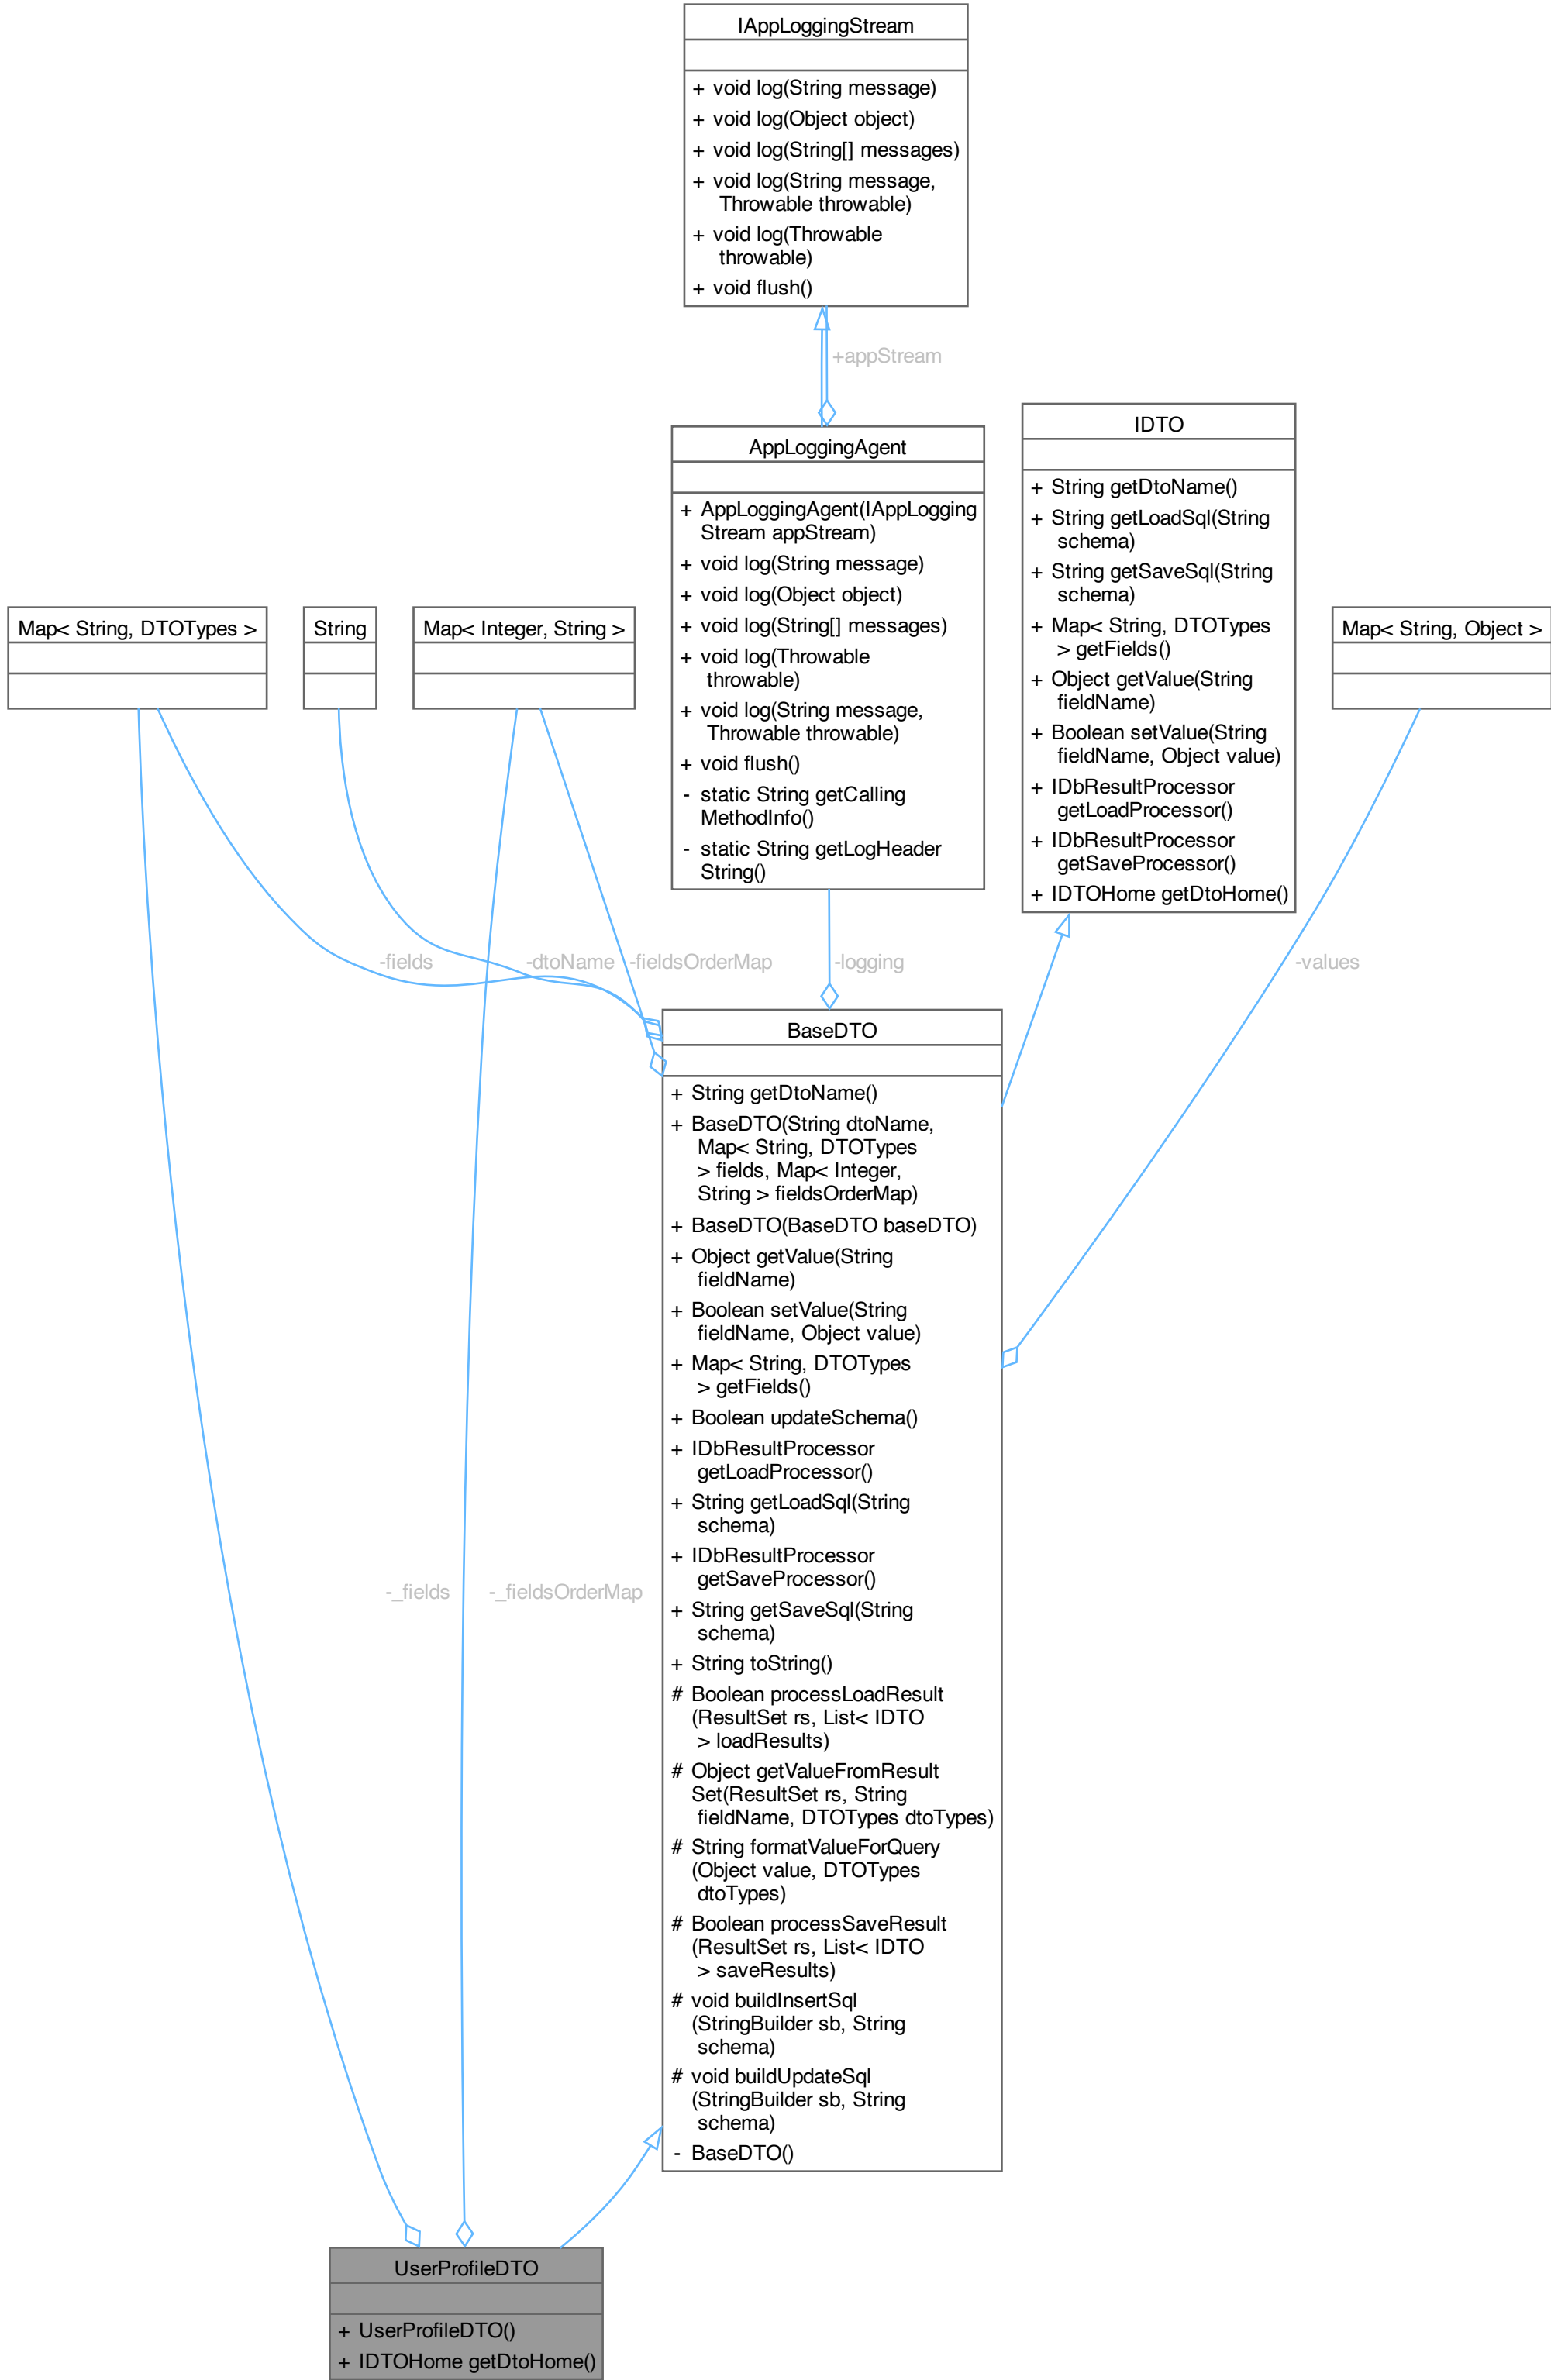 IAppLoggingStream
+ void log(String message)
+ void log(Object object)
+ void log(String[] messages)
+ void log(String message,
Throwable throwable)
+ void log(Throwable
throwable)
+ void flush()
+appStream
AppLoggingAgent
+ AppLoggingAgent(IAppLogging
Stream appStream)
+ void log(String message)
+ void log(Object object)
+ void log(String[] messages)
+ void log(Throwable
throwable)
+ void log(String message,
Throwable throwable)
+ void flush()
- static String getCalling
MethodInfo()
- static String getLogHeader
String()
IDTO
+ String getDtoName()
+ String getLoadSql(String
schema)
+ String getSaveSql(String
schema)
+ Map< String, DTOTypes
> getFields()
+ Object getValue(String
fieldName)
+ Boolean setValue(String
fieldName, Object value)
+ IDbResultProcessor
getLoadProcessor()
+ IDbResultProcessor
getSaveProcessor()
+ IDTOHome getDtoHome()
Map< String, DTOTypes >
String
Map< Integer, String >
Map< String, Object >
-fields
-dtoName
-fieldsOrderMap
-logging
-values
BaseDTO
+ String getDtoName()
+ BaseDTO(String dtoName,
Map< String, DTOTypes
> fields, Map< Integer,
String > fieldsOrderMap)
+ BaseDTO(BaseDTO baseDTO)
+ Object getValue(String
fieldName)
+ Boolean setValue(String
fieldName, Object value)
+ Map< String, DTOTypes
> getFields()
+ Boolean updateSchema()
+ IDbResultProcessor
getLoadProcessor()
+ String getLoadSql(String
schema)
+ IDbResultProcessor
getSaveProcessor()
+ String getSaveSql(String
schema)
+ String toString()
# Boolean processLoadResult
(ResultSet rs, List< IDTO
> loadResults)
# Object getValueFromResult
Set(ResultSet rs, String
fieldName, DTOTypes dtoTypes)
# String formatValueForQuery
(Object value, DTOTypes
dtoTypes)
# Boolean processSaveResult
(ResultSet rs, List< IDTO
> saveResults)
# void buildInsertSql
(StringBuilder sb, String
schema)
# void buildUpdateSql
(StringBuilder sb, String
schema)
- BaseDTO()
-_fields
-_fieldsOrderMap
UserProfileDTO
+ UserProfileDTO()
+ IDTOHome getDtoHome()